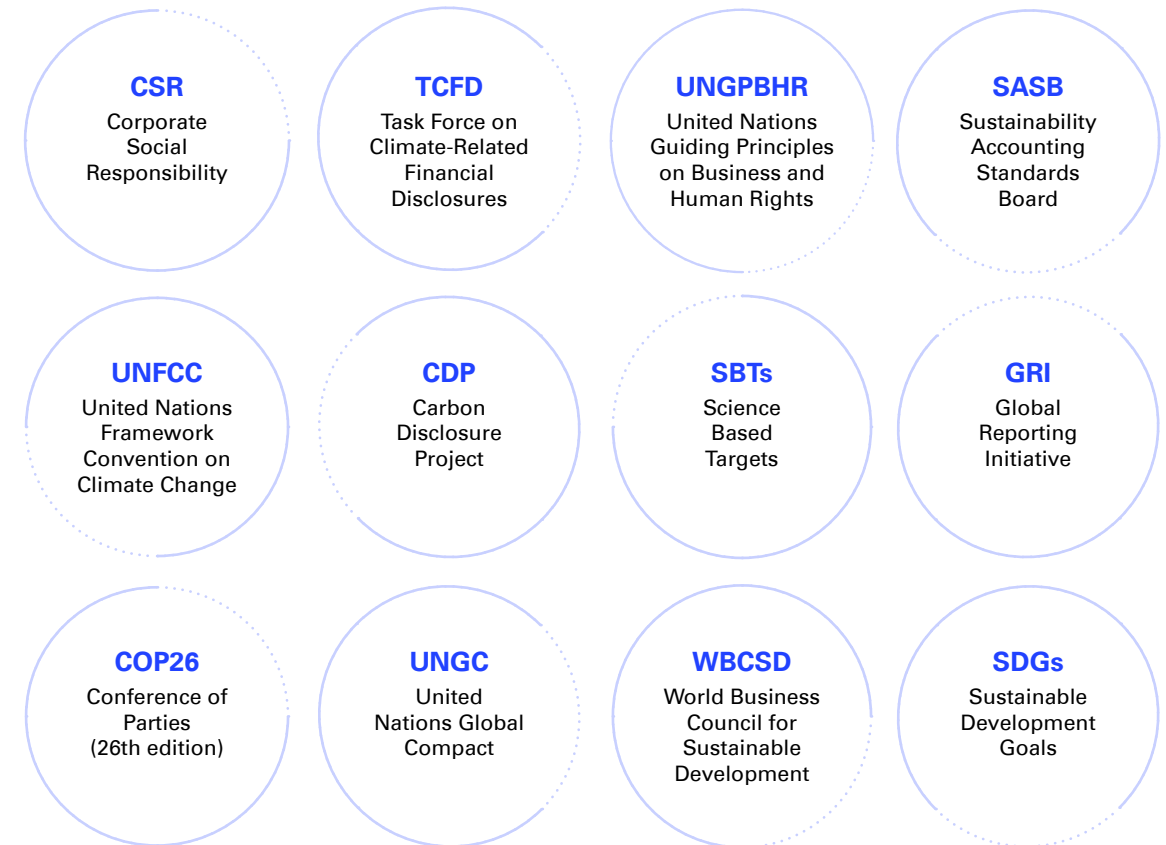 CSR
Corporate
Social
Responsibility
TCFD
Task Force on
Climate-Related
Financial
Disclosures
UNGPBHR
United Nations
Guiding Principles
on Business and
Human Rights
SASB
Sustainability
Accounting
Standards
Board
UNFCC
United Nations
Framework
Convention on
Climate Change
CDP
Carbon
Disclosure
Project
SBTs
Science
Based
Targets
GRI
Global
Reporting
Initiative
COP26
Conference of
Parties
(26th edition)
UNGC
United
Nations Global
Compact
WBCSD
World Business
Council for
Sustainable
Development
SDGs
Sustainable
Development
Goals